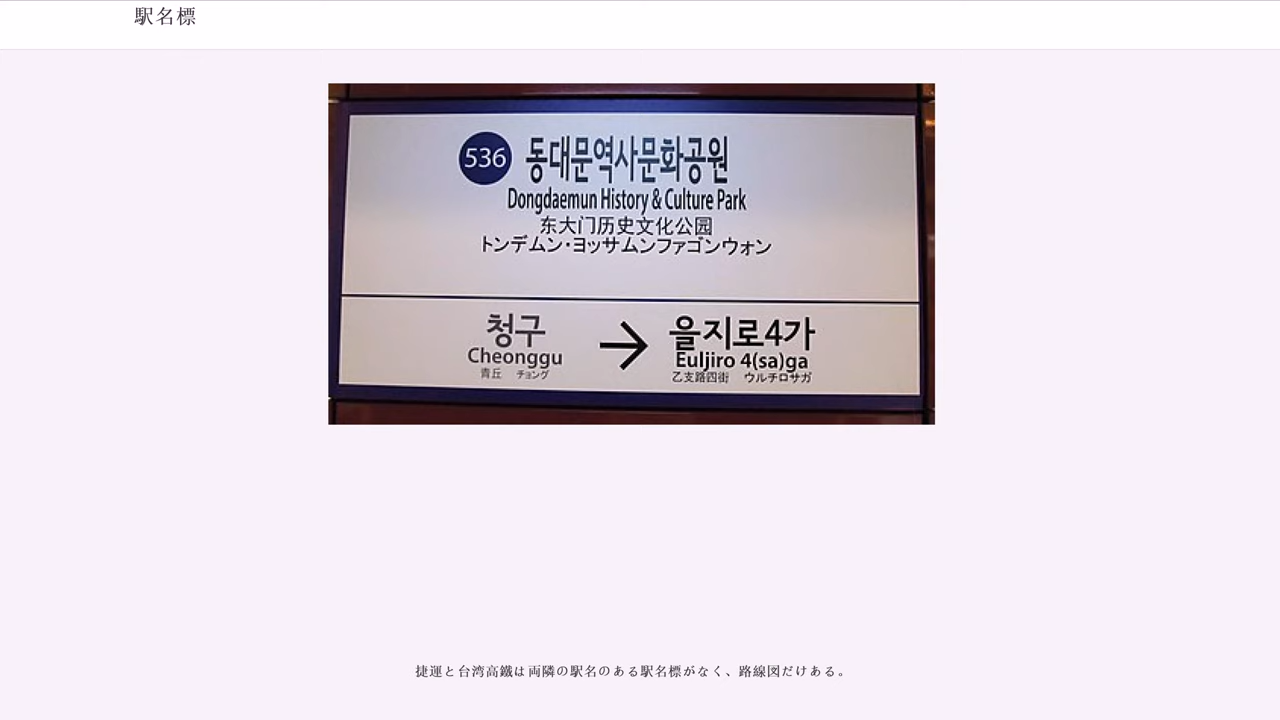 駅名標
536 동대문역사문화공원
Dongdaemun History & Culture Park
东大门历史文化公园
トンデムン・ヨッサムンファゴンウォン
청구 → 을지로4가
Cheonggu Euljiro 4(sa)ga
青丘 チョング 乙支路四街 ウルチロサガ
捷運と台湾高鐵は両隣の駅名のある駅名標がなく、路線図だけある。